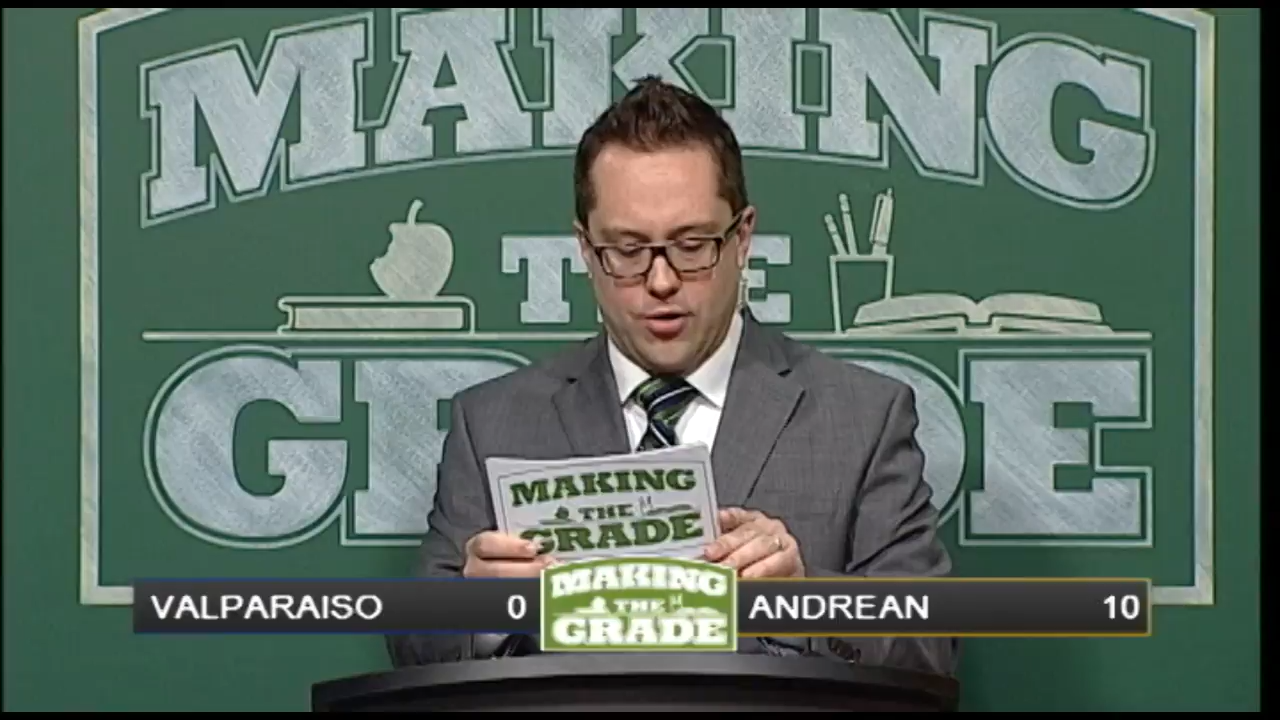 MAKING
THE
GRADE
MAKING
THE
GRADE
VALPARAISO 0
MAKING
THE
GRADE
ANDREAN 10